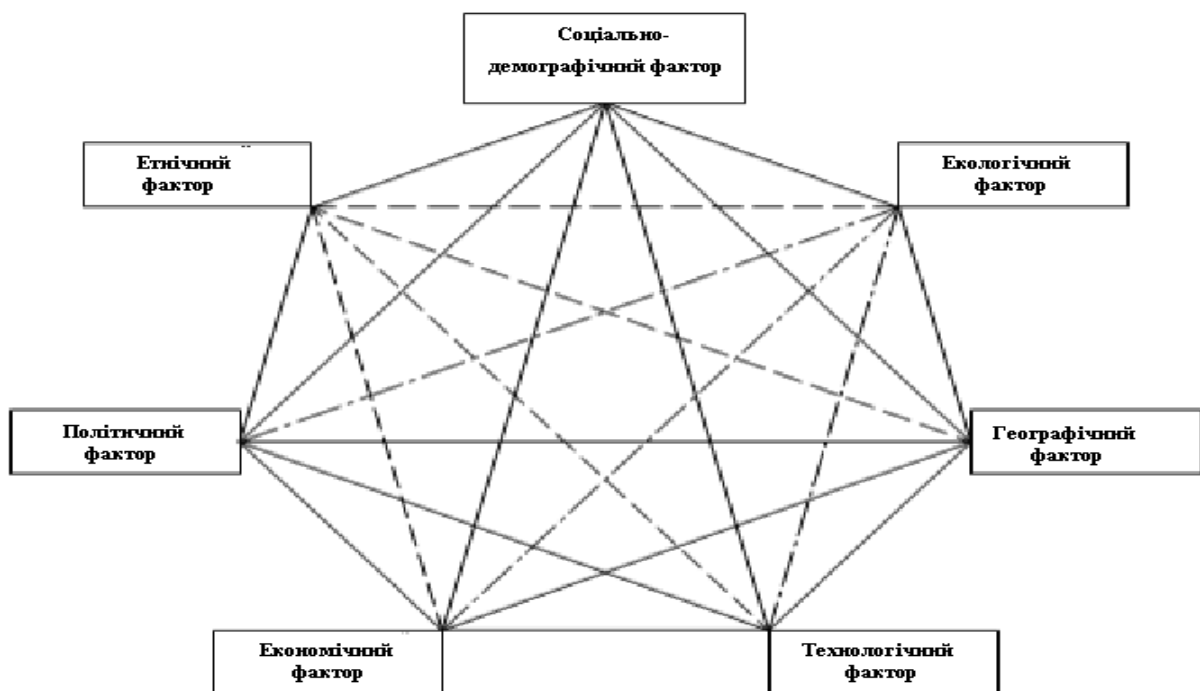 Соціально-
демографічний фактор
Етнічний
фактор
Екологічний
фактор
Політичний
фактор
Географічний
фактор
Економічний
фактор
Технологічний
фактор